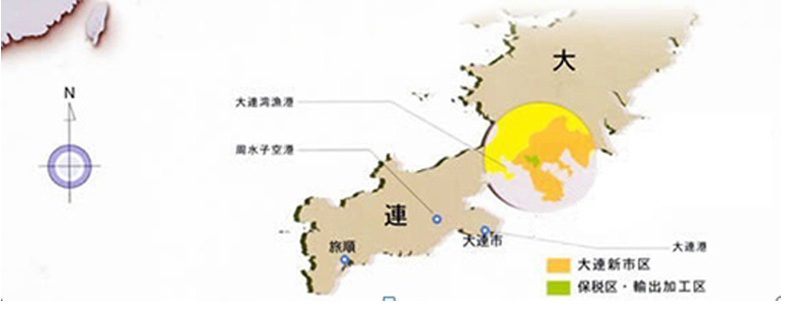 大
N
大連湾漁港
周水子空港
連
大連市
旅順
大連港
大連新市区
保税区・輸出加工区